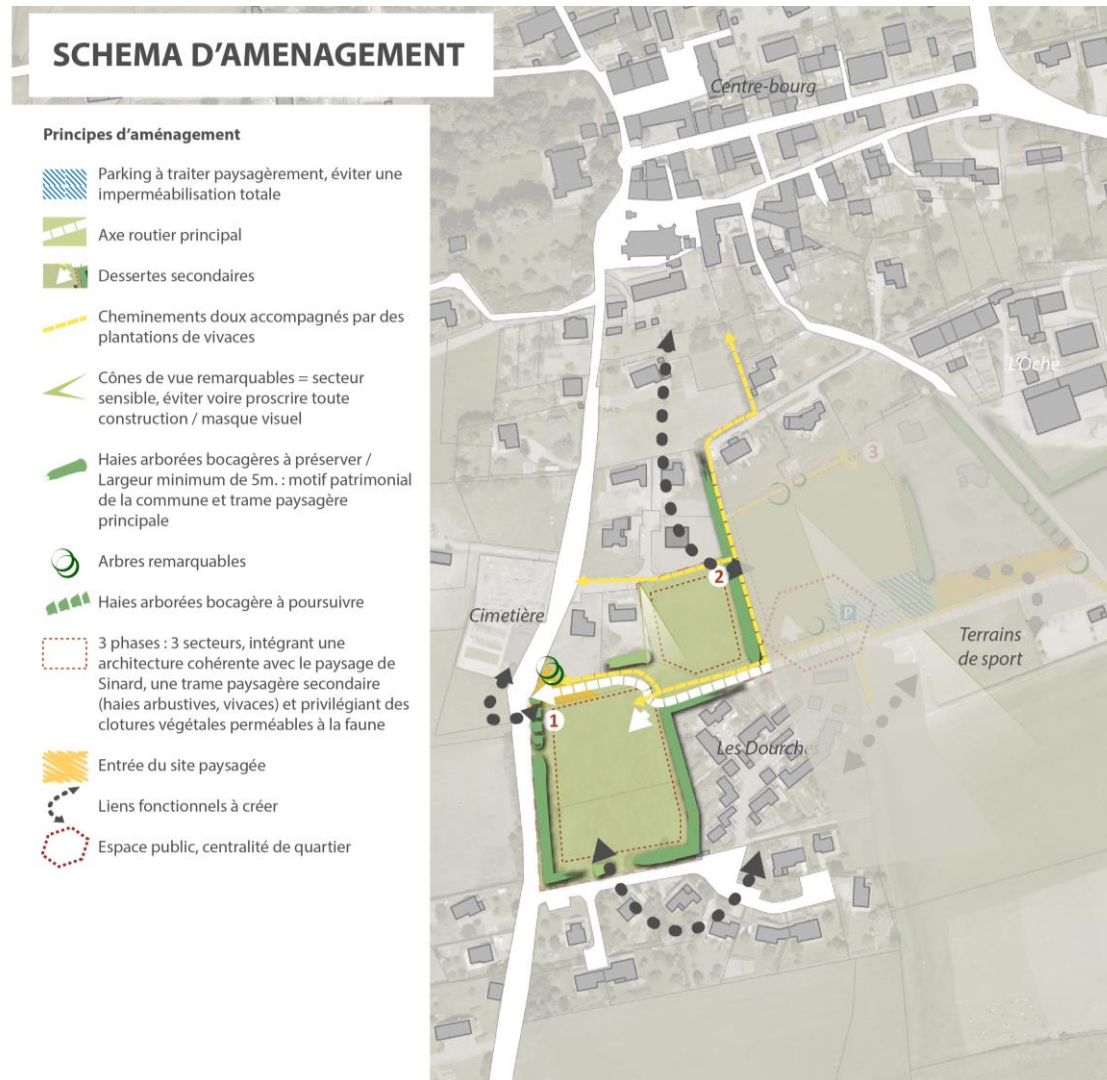 SCHEMA D'AMENAGEMENT
Principes d'aménagement
Parking à traiter paysagèrement, éviter une
imperméabilisation totale
Axe routier principal
Dessertes secondaires
Cheminements doux accompagnés par des
plantations de vivaces
Cônes de vue remarquables = secteur
sensible, éviter voire proscrire toute
construction / masque visuel
Haies arborées bocagères à préserver /
Largeur minimum de 5m. : motif patrimonial
de la commune et trame paysagère
principale
Arbres remarquables
Haies arborées bocagère à poursuivre
3 phases : 3 secteurs, intégrant une
architecture cohérente avec le paysage de
Sinard, une trame paysagère secondaire
(haies arbustives, vivaces) et privilégiant des
clotures végétales perméables à la faune
Entrée du site paysagée
Liens fonctionnels à créer
Espace public, centralité de quartier
Centre-bourg
L'Oche
3
2
Cimetière
P
Terrains
de sport
1
Les Dourches